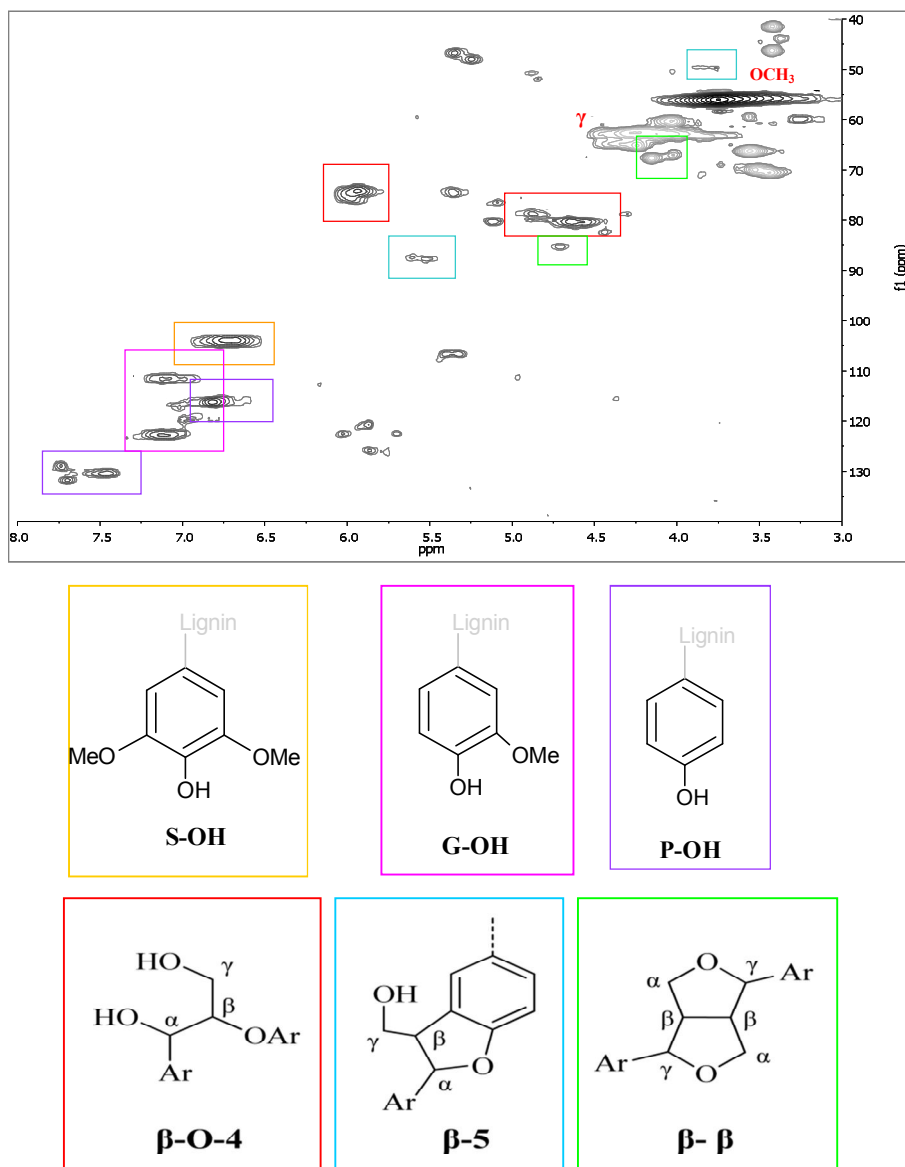 40
50
OCH3
γ
60
70
80
90
100
110
120
130
f1 (ppm)
8.0 7.5 7.0 6.5 6.0 5.5 5.0 4.5 4.0 3.5 3.0
ppm
Lignin Lignin Lignin
MeO OMe OH
OMe OH
OH
S-OH G-OH P-OH
HO γ HO α β OAr Ar
OH γ β α O Ar
O γ Ar α β β Ar γ O α
β-O-4 β-5 β- β